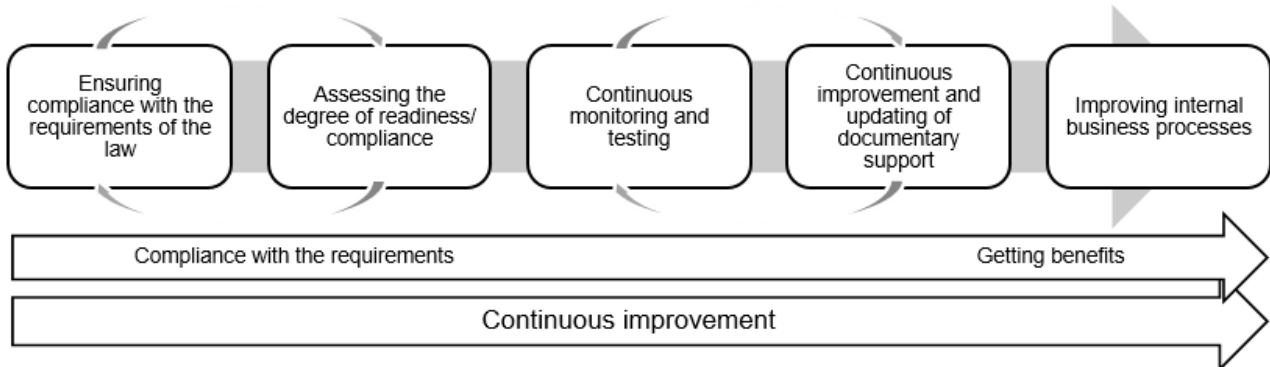 Ensuring
compliance with the
requirements of the
law
Assessing the
degree of readiness/
compliance
Continuous
monitoring and
testing
Continuous
improvement and
updating of
documentary
support
Improving internal
business processes
Compliance with the requirements
Getting benefits
Continuous improvement